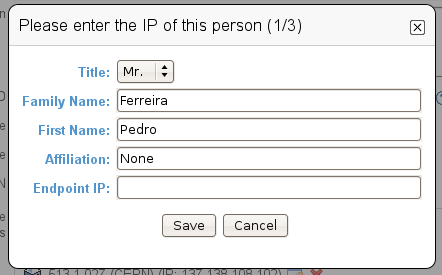 Please enter the IP of this person (1/3)
Title: Mr.
Family Name: Ferreira
First Name: Pedro
Affiliation: None
Endpoint IP:
Save Cancel
513 1-027 (CERN) (IP: 137.138.108.102)